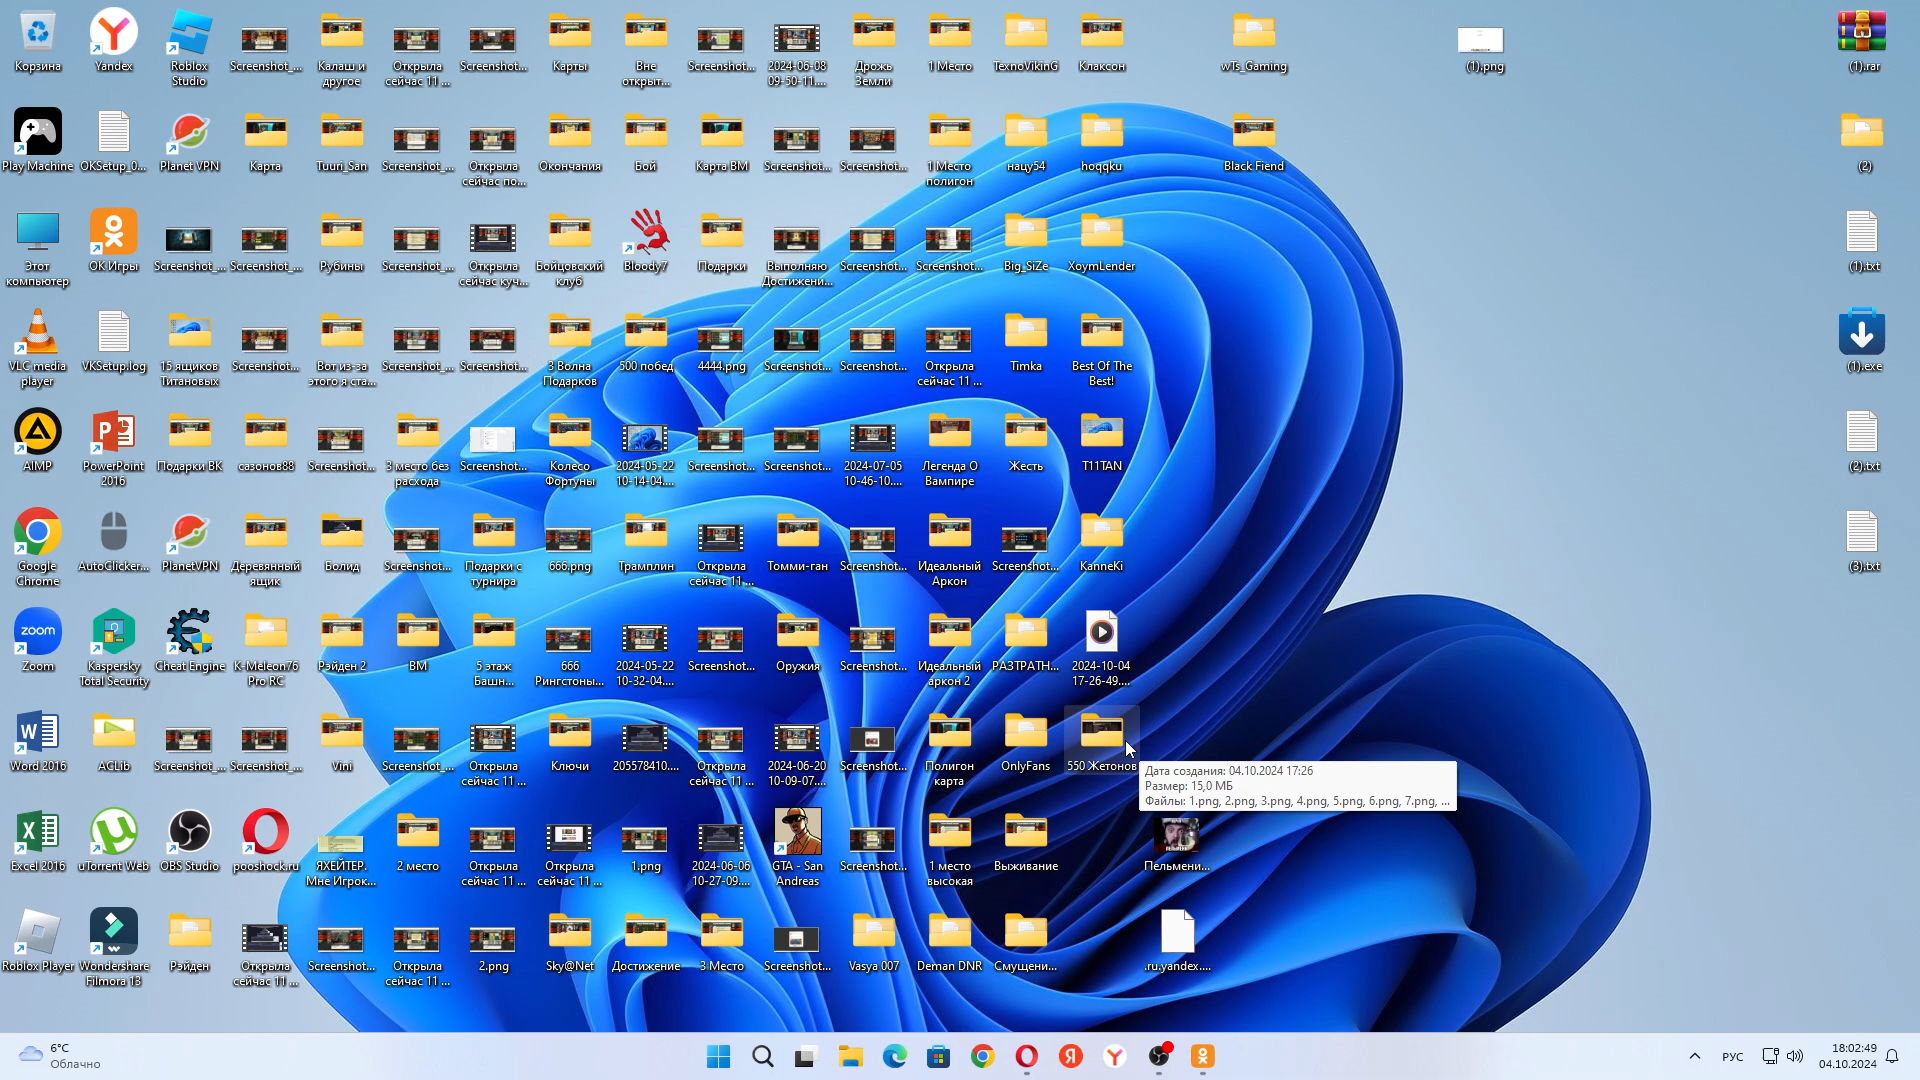 Корзина
Yandex
Roblox
Studio
Screenshot_...
Калаш и
другое
Открыла
сейчас 11 ...
Screenshot...
Карты
Вне
открыт...
Screenshot...
2024-06-08
09-50-11....
Дрожь
Земли
1 Место
TexnoVikinG
Клаксон
wTs_Gaming
(1).png
(1).rar
Play Machine
OKSetup_0...
Planet VPN
Карта
Tuuri_San
Screenshot_...
Открыла
сейчас по...
Окончания
Бой
Карта ВМ
Screenshot...
Screenshot...
1 Место
полигон
нацу54
hoqqku
Black Fiend
(2)
Этот
компьютер
ОК Игры
Screenshot_...
Screenshot_...
Рубины
Screenshot_...
Открыла
сейчас куч...
Бойцовский
клуб
Bloody7
Подарки
Выполняю
Достижени...
Screenshot...
Screenshot...
Big_SiZe
XoymLender
(1).txt
VLC media
player
VKSetup.log
15 ящиков
Титановых
Screenshot...
Вот из-за
этого я ста...
Screenshot_...
Screenshot...
3 Волна
Подарков
500 побед
4444.png
Screenshot...
Screenshot...
Открыла
сейчас 11 ...
Timka
Best Of The
Best!
(1).exe
AIMP
PowerPoint
2016
Подарки ВК
сазонов88
Screenshot...
3 место без
расхода
Screenshot...
Колесо
Фортуны
2024-05-22
10-14-04....
Screenshot...
Screenshot...
2024-07-05
10-46-10....
Легенда О
Вампире
Жесть
T11TAN
(2).txt
Google
Chrome
AutoClicker...
PlanetVPN
Деревянный
ящик
Болид
Screenshot...
Подарки с
турнира
666.png
Трамплин
Открыла
сейчас 11 ...
Томми-ган
Screenshot...
Идеальный
Аркон
Screenshot...
KanneKi
(3).txt
Zoom
Kaspersky
Total Security
Cheat Engine
K-Meleon76
Pro RC
Рэйден 2
ВМ
5 этаж
Башн...
666
Рингстоны...
2024-05-22
10-32-04....
Screenshot...
Оружия
Screenshot...
Идеальный
аркон 2
РАЗТРАТН...
2024-10-04
17-26-49....
Word 2016
ACLib
Screenshot_...
Screenshot_...
Vini
Screenshot_...
Открыла
сейчас 11 ...
Ключи
205578410....
Открыла
сейчас 11 ...
2024-06-20
10-09-07....
Screenshot...
Полигон
карта
OnlyFans
550 Жетонов
Дата создания: 04.10.2024 17:26
Размер: 15,0 МБ
Файлы: 1.png, 2.png, 3.png, 4.png, 5.png, 6.png, 7.png, ...
Excel 2016
uTorrent Web
OBS Studio
pooshock.ru
ЯХЕЙТЕР.
Мне Игрок...
2 место
Открыла
сейчас 11 ...
Открыла
сейчас 11 ...
1.png
2024-06-06
10-27-09....
GTA - San
Andreas
Screenshot...
1 место
высокая
Выживание
Пельмени...
Roblox Player
Wondershare
Filmora 13
Рэйден
Открыла
сейчас 11 ...
Screenshot...
Открыла
сейчас 11 ...
2.png
Sky@Net
Достижение
3 Место
Screenshot...
Vasya 007
Deman DNR
Смущени...
.ru.yandex....
6°C
Облачно
РУС
18:02:49
04.10.2024